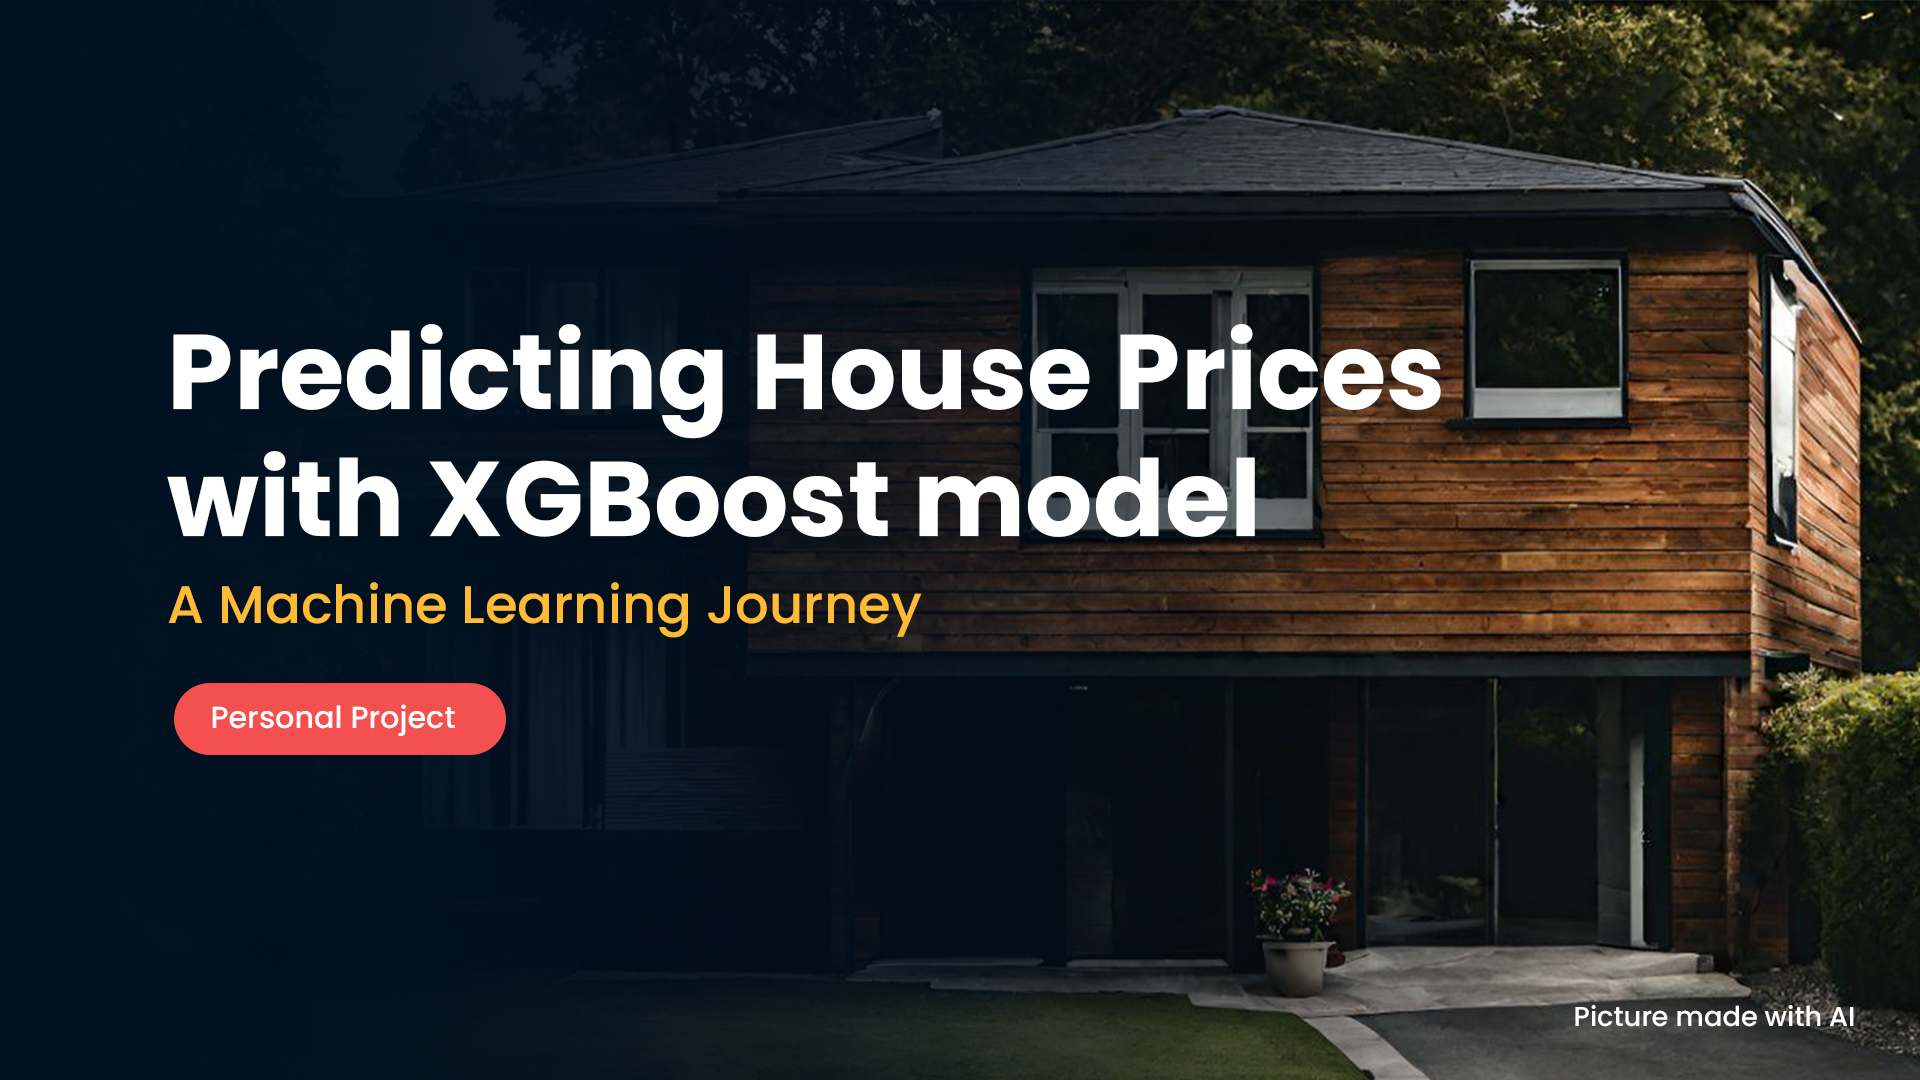 Predicting House Prices
with XGBoost model
A Machine Learning Journey
Personal Project
Picture made with AI